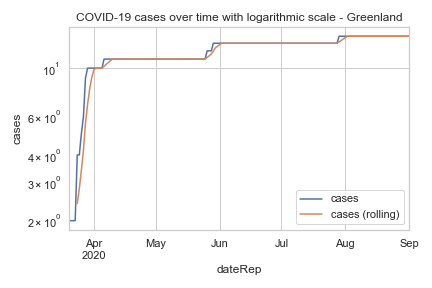 COVID-19 cases over time with logarithmic scale - Greenland
10¹
6 × 10⁰
4 × 10⁰
3 × 10⁰
2 × 10⁰
cases
cases
cases (rolling)
Apr
2020
May
Jun
Jul
Aug
Sep
dateRep